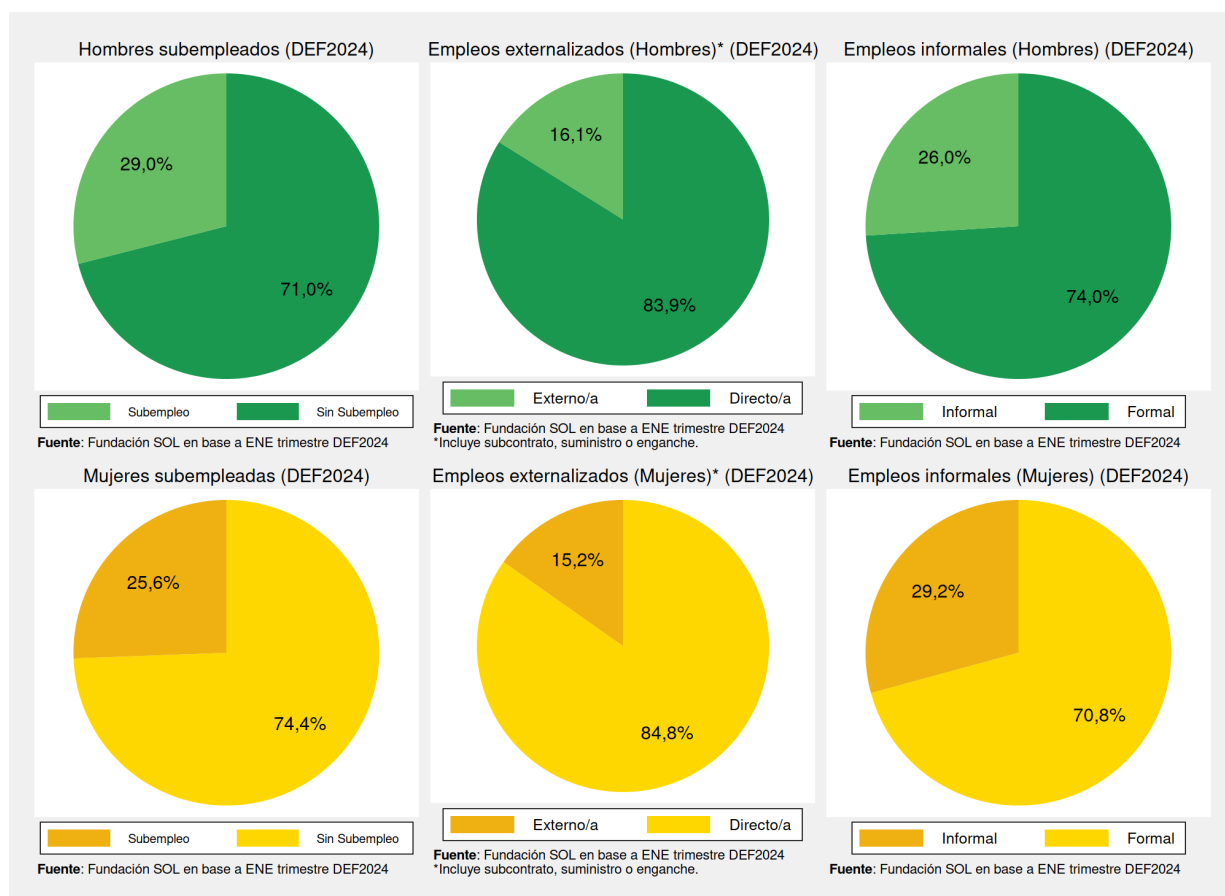 Hombres subempleados (DEF2024)
29,0%
71,0%
Subempleo
Sin Subempleo
Fuente: Fundación SOL en base a ENE trimestre DEF2024
Empleos externalizados (Hombres)* (DEF2024)
16,1%
83,9%
Externo/a
Directo/a
Fuente: Fundación SOL en base a ENE trimestre DEF2024
*Incluye subcontrato, suministro o enganche.
Empleos informales (Hombres) (DEF2024)
26,0%
74,0%
Informal
Formal
Fuente: Fundación SOL en base a ENE trimestre DEF2024
Mujeres subempleadas (DEF2024)
25,6%
74,4%
Subempleo
Sin Subempleo
Fuente: Fundación SOL en base a ENE trimestre DEF2024
Empleos externalizados (Mujeres)* (DEF2024)
15,2%
84,8%
Externo/a
Directo/a
Fuente: Fundación SOL en base a ENE trimestre DEF2024
*Incluye subcontrato, suministro o enganche.
Empleos informales (Mujeres) (DEF2024)
29,2%
70,8%
Informal
Formal
Fuente: Fundación SOL en base a ENE trimestre DEF2024